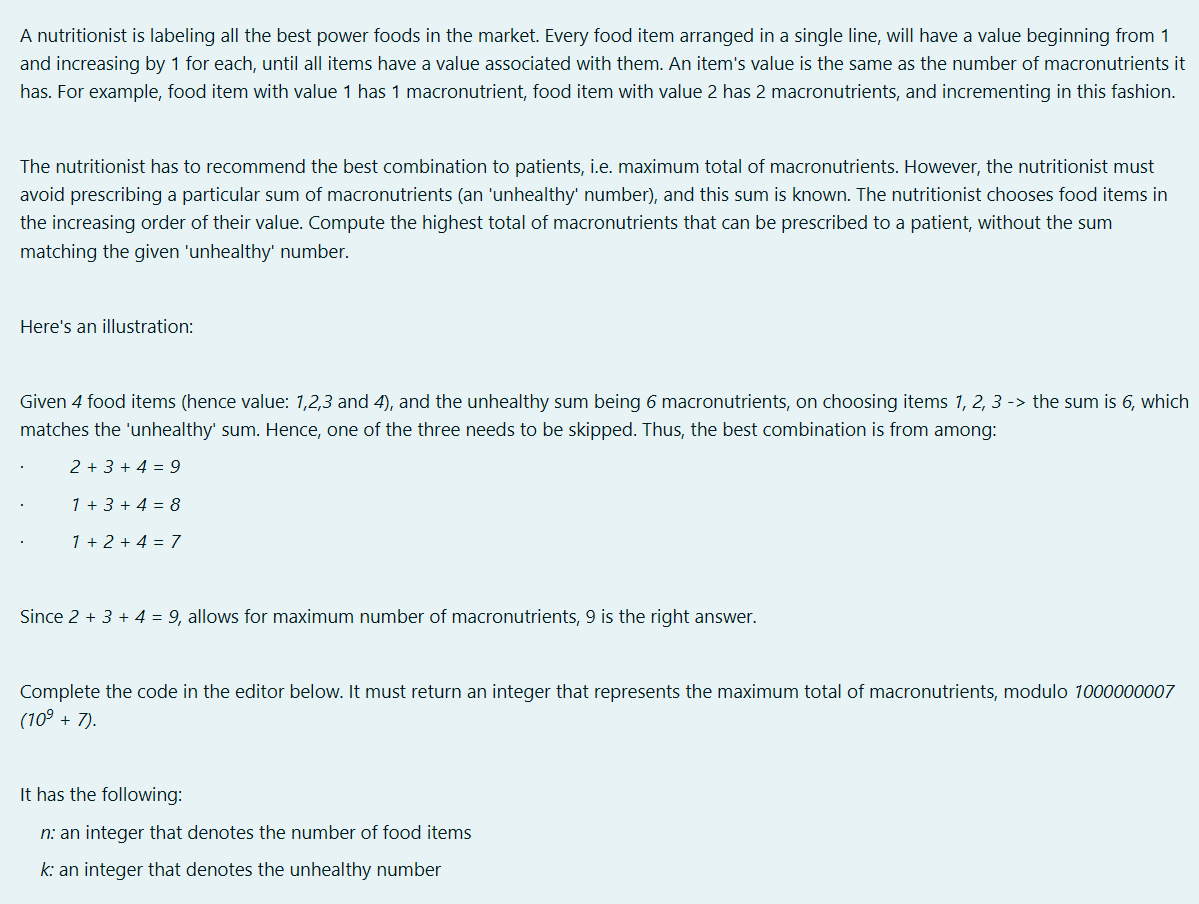 A nutritionist is labeling all the best power foods in the market. Every food item arranged in a single line, will have a value beginning from 1
and increasing by 1 for each, until all items have a value associated with them. An item's value is the same as the number of macronutrients it
has. For example, food item with value 1 has 1 macronutrient, food item with value 2 has 2 macronutrients, and incrementing in this fashion.
The nutritionist has to recommend the best combination to patients, i.e. maximum total of macronutrients. However, the nutritionist must
avoid prescribing a particular sum of macronutrients (an 'unhealthy' number), and this sum is known. The nutritionist chooses food items in
the increasing order of their value. Compute the highest total of macronutrients that can be prescribed to a patient, without the sum
matching the given 'unhealthy' number.
Here's an illustration:
Given 4 food items (hence value: 1,2,3 and 4), and the unhealthy sum being 6 macronutrients, on choosing items 1, 2, 3 -> the sum is 6, which
matches the 'unhealthy' sum. Hence, one of the three needs to be skipped. Thus, the best combination is from among:
· 2 + 3 + 4 = 9
· 1 + 3 + 4 = 8
· 1 + 2 + 4 = 7
Since 2 + 3 + 4 = 9, allows for maximum number of macronutrients, 9 is the right answer.
Complete the code in the editor below. It must return an integer that represents the maximum total of macronutrients, modulo 1000000007
(10⁹ + 7).
It has the following:
n: an integer that denotes the number of food items
k: an integer that denotes the unhealthy number